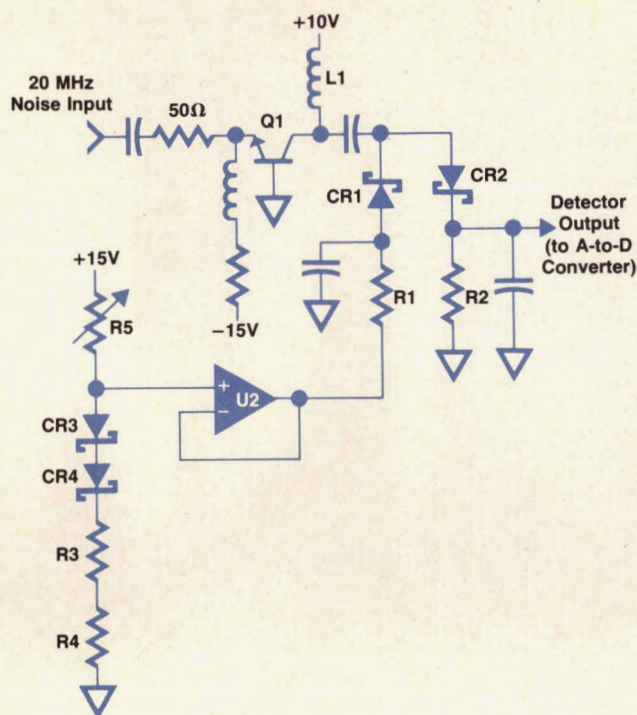 +10V
20 MHz
Noise Input
50Ω
Q1
L1
CR1
CR2
Detector
Output
(to A-to-D
Converter)
+15V
R5
−15V
R1
R2
+
U2
−
CR3
CR4
R3
R4